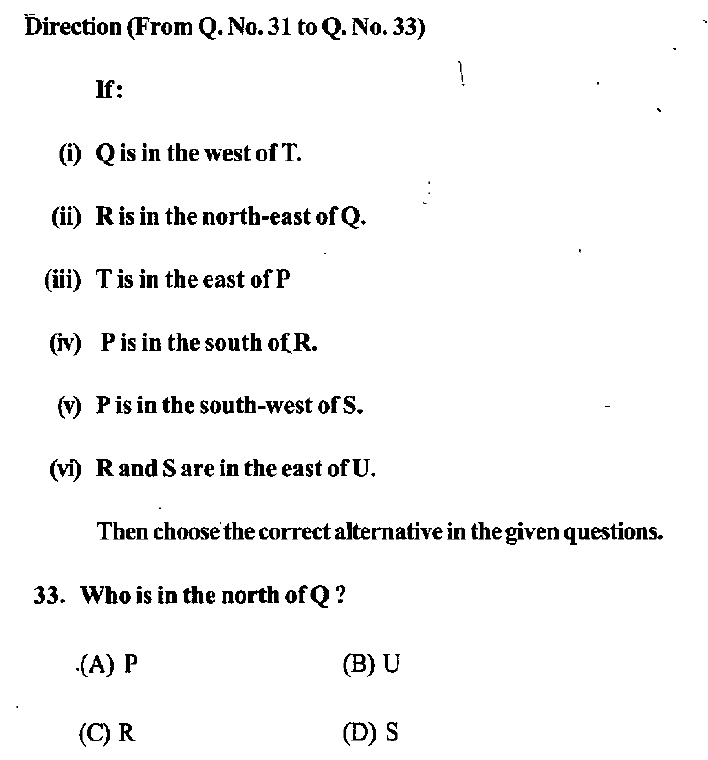 Direction (From Q. No. 31 to Q. No. 33)
If:
(i) Q is in the west of T.
(ii) R is in the north-east of Q.
(iii) T is in the east of P
(iv) P is in the south of R.
(v) P is in the south-west of S.
(vi) R and S are in the east of U.
Then choose the correct alternative in the given questions.
33. Who is in the north of Q ?
(A) P (B) U
(C) R (D) S